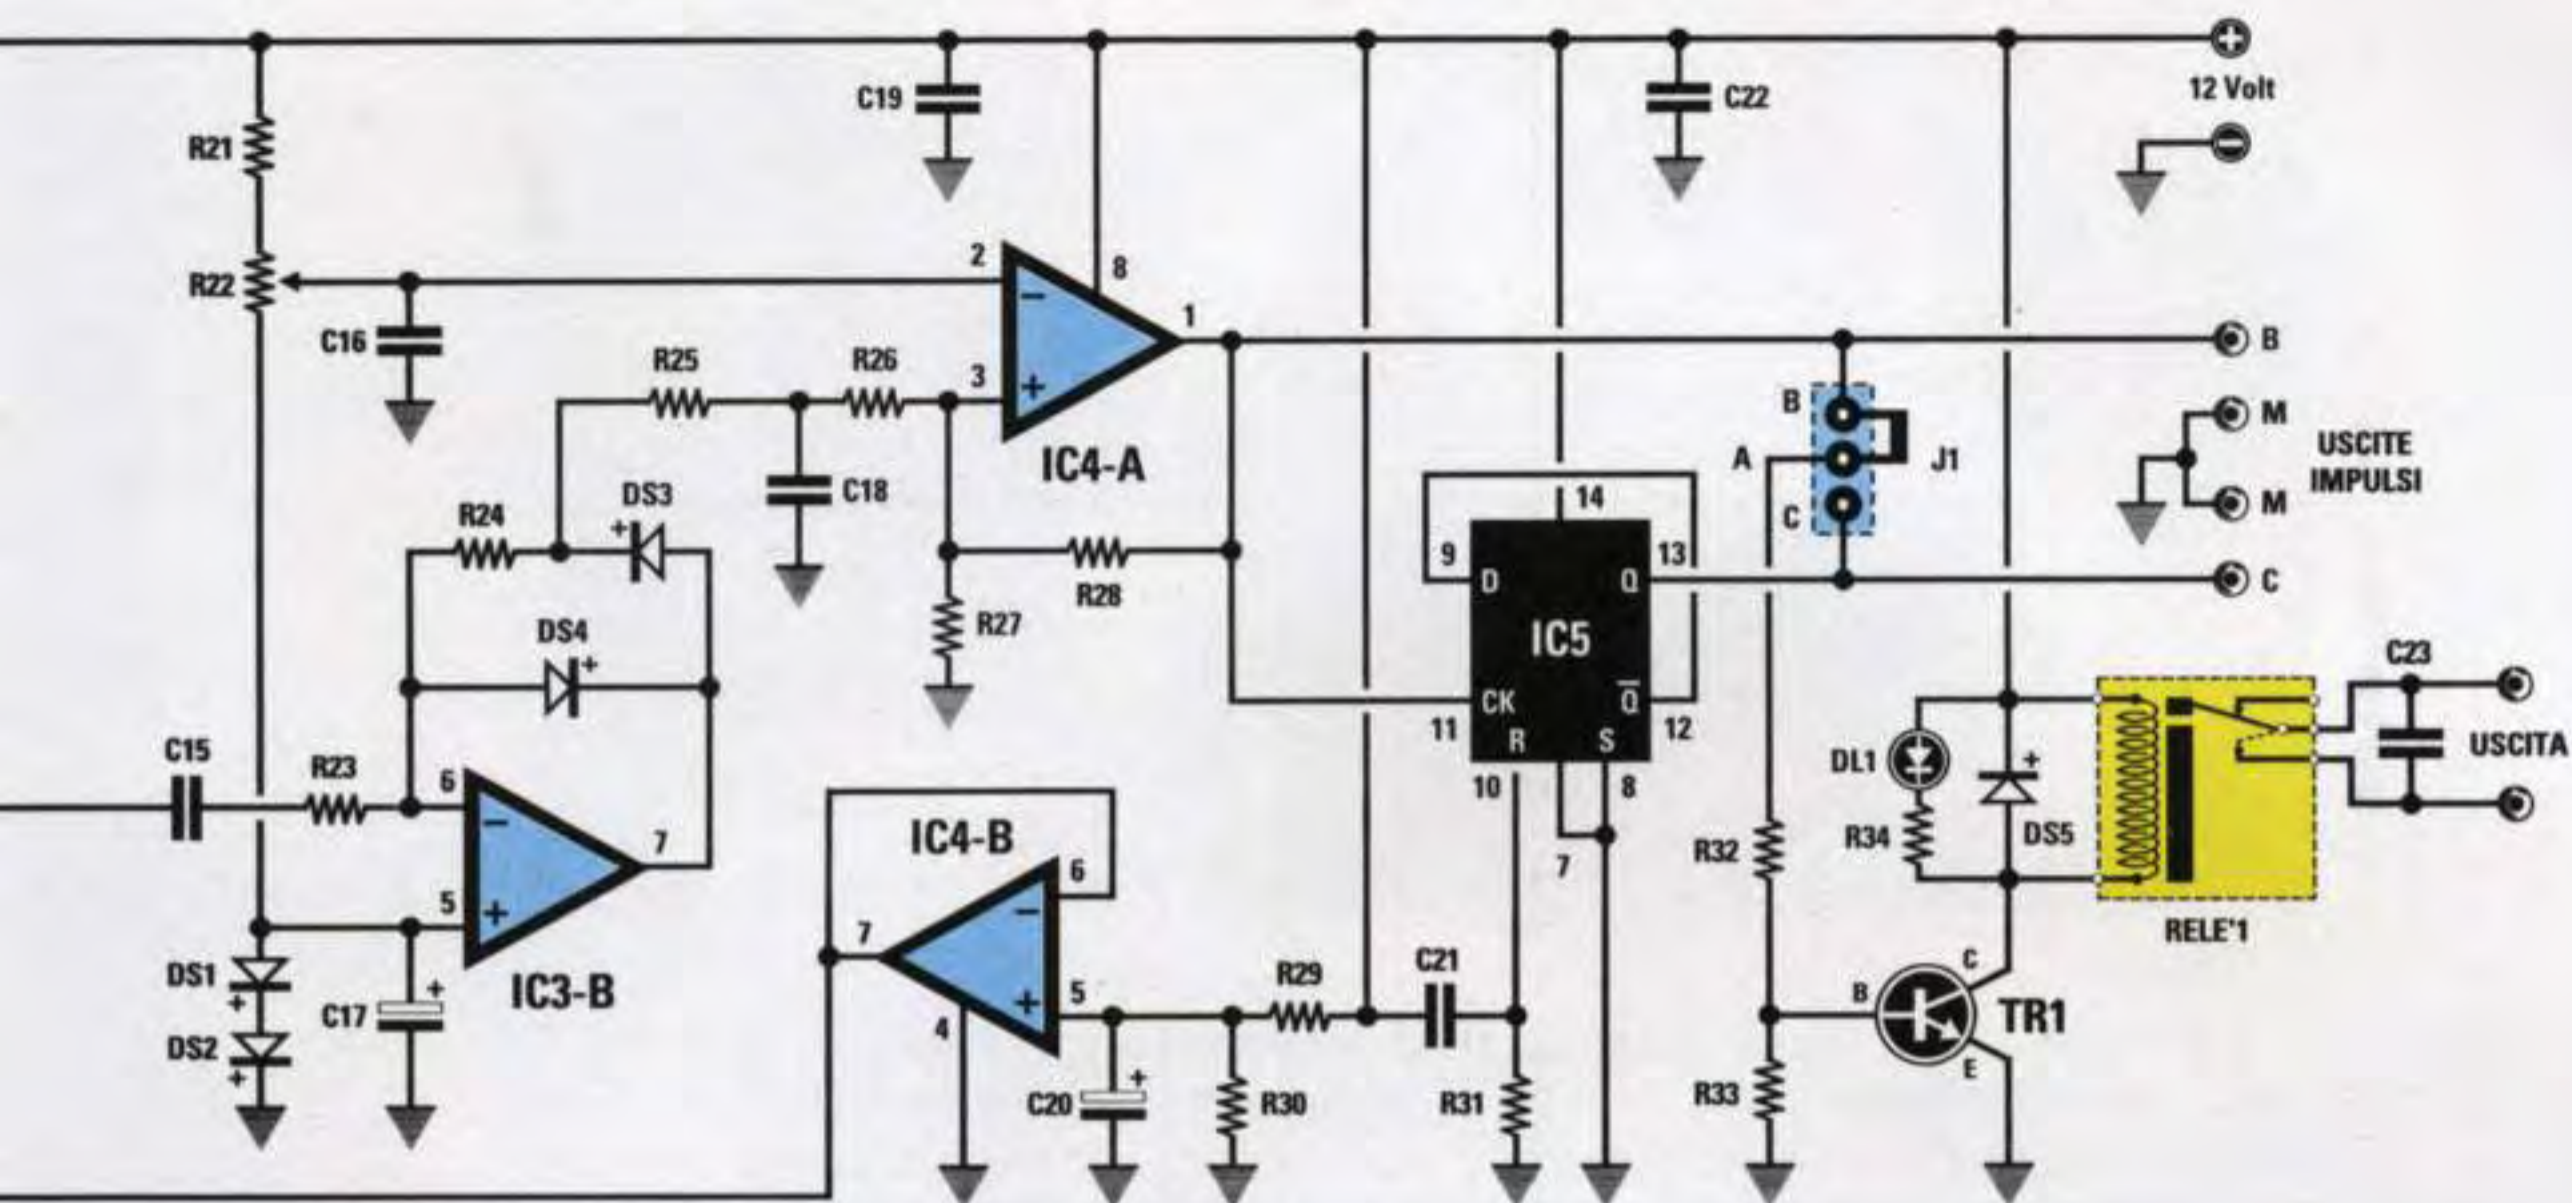 12 Volt
C19
C22
R21
R22
2
8
1
B
C16
R25
R26
3
B
M
USCITE
IMPULSI
A
J1
IC4-A
C18
DS3
+
R24
14
C
M
9
13
D
Q
C
R28
R27
DS4
+
IC5
C23
CK
Q̅
11
12
R
S
C15
R23
6
10
8
DL1
+
USCITA
IC4-B
7
6
7
R32
R34
DS5
5
RELE'1
DS1
+
C17
+
IC3-B
7
5
4
R29
C21
C
B
TR1
E
DS2
+
C20
+
R30
R31
R33